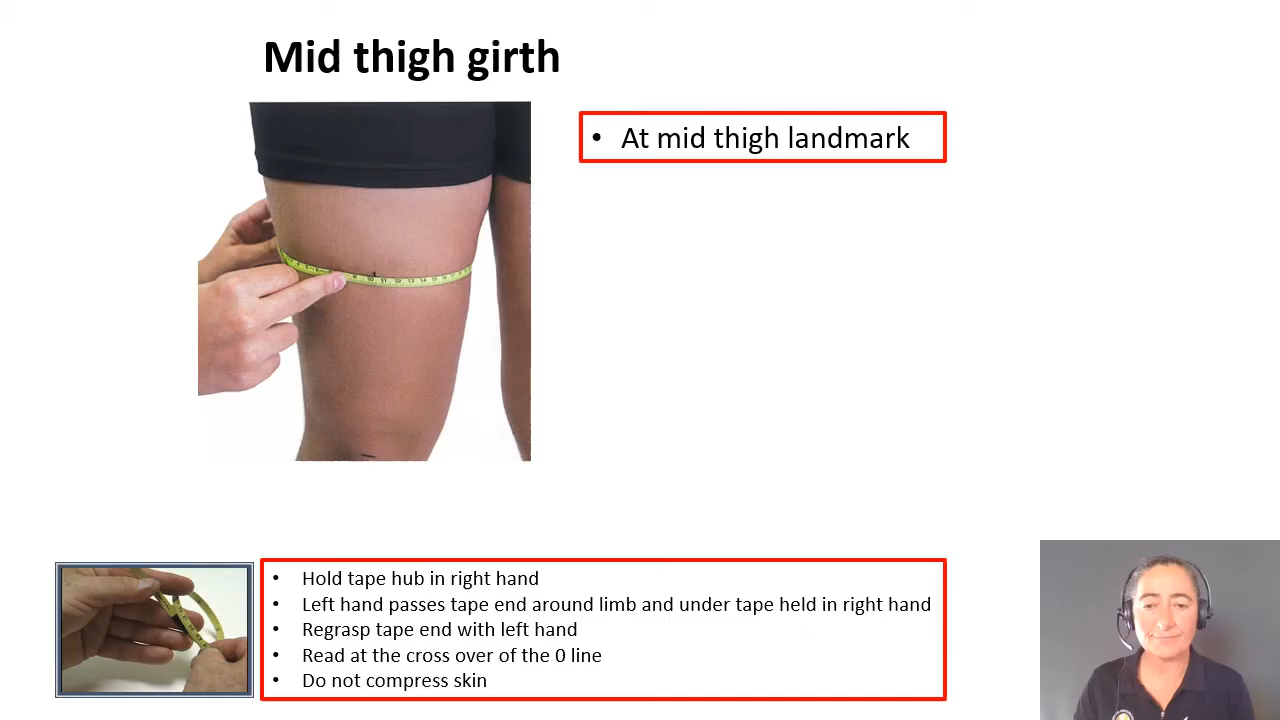 Mid thigh girth
• At mid thigh landmark
• Hold tape hub in right hand
• Left hand passes tape end around limb and under tape held in right hand
• Regrasp tape end with left hand
• Read at the cross over of the 0 line
• Do not compress skin